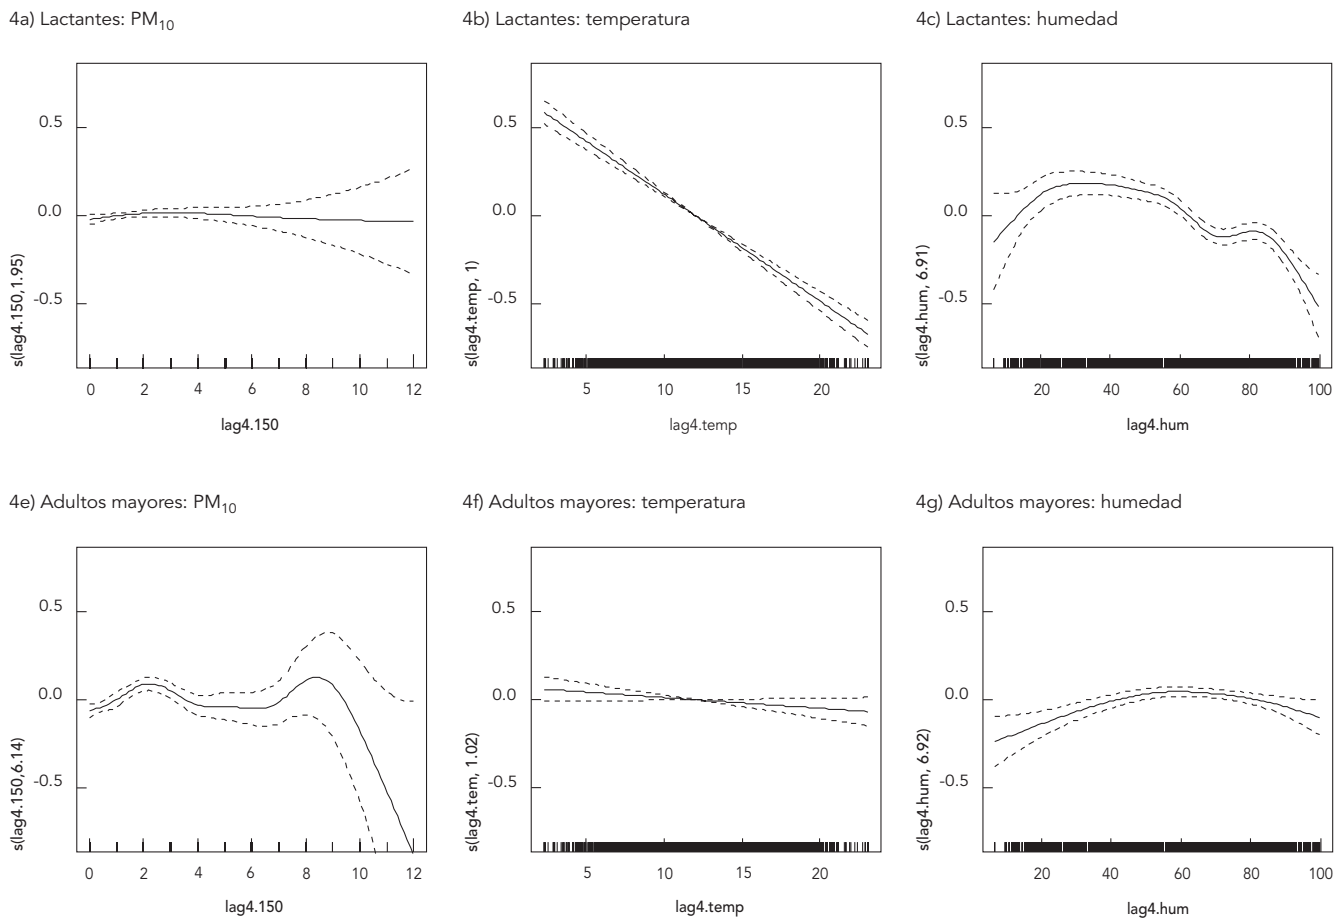 4a) Lactantes: PM10
4b) Lactantes: temperatura
4c) Lactantes: humedad
s(lag4.150,1.95)
0.5
0.0
-0.5
0 2 4 6 8 10 12
lag4.150
s(lag4.temp, 1)
0.5
0.0
-0.5
5 10 15 20
lag4.temp
s(lag4.hum, 6.91)
0.5
0.0
-0.5
20 40 60 80 100
lag4.hum
4e) Adultos mayores: PM10
4f) Adultos mayores: temperatura
4g) Adultos mayores: humedad
s(lag4.150,6.14)
0.5
0.0
-0.5
0 2 4 6 8 10 12
lag4.150
s(lag4.tem, 1.02)
0.5
0.0
-0.5
5 10 15 20
lag4.temp
s(lag4.hum, 6.92)
0.5
0.0
-0.5
20 40 60 80 100
lag4.hum